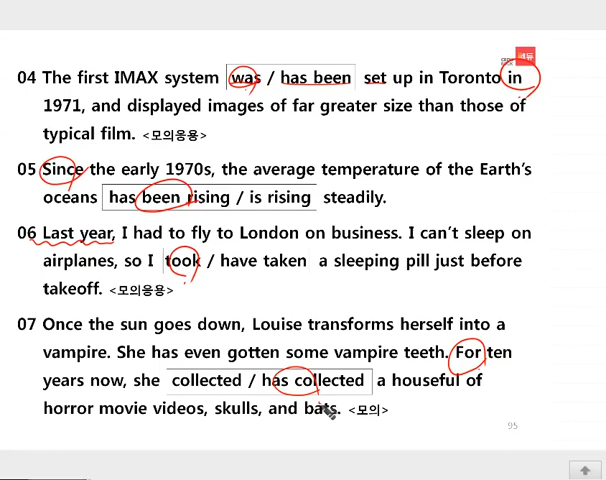 04 The first IMAX system was / has been set up in Toronto in
1971, and displayed images of far greater size than those of
typical film. <모의응용>
05 Since the early 1970s, the average temperature of the Earth's
oceans has been rising / is rising steadily.
06 Last year, I had to fly to London on business. I can't sleep on
airplanes, so I took / have taken a sleeping pill just before
takeoff. <모의응용>
07 Once the sun goes down, Louise transforms herself into a
vampire. She has even gotten some vampire teeth. For ten
years now, she collected / has collected a houseful of
horror movie videos, skulls, and bats. <모의>
95